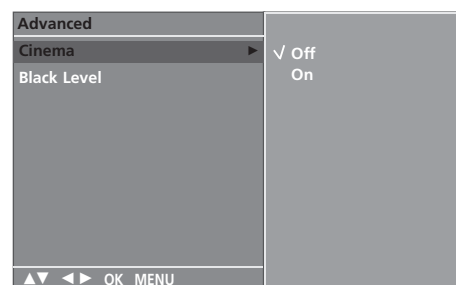 Advanced
Cinema ►
Black Level
√ Off
On
▲▼ ◄► OK MENU